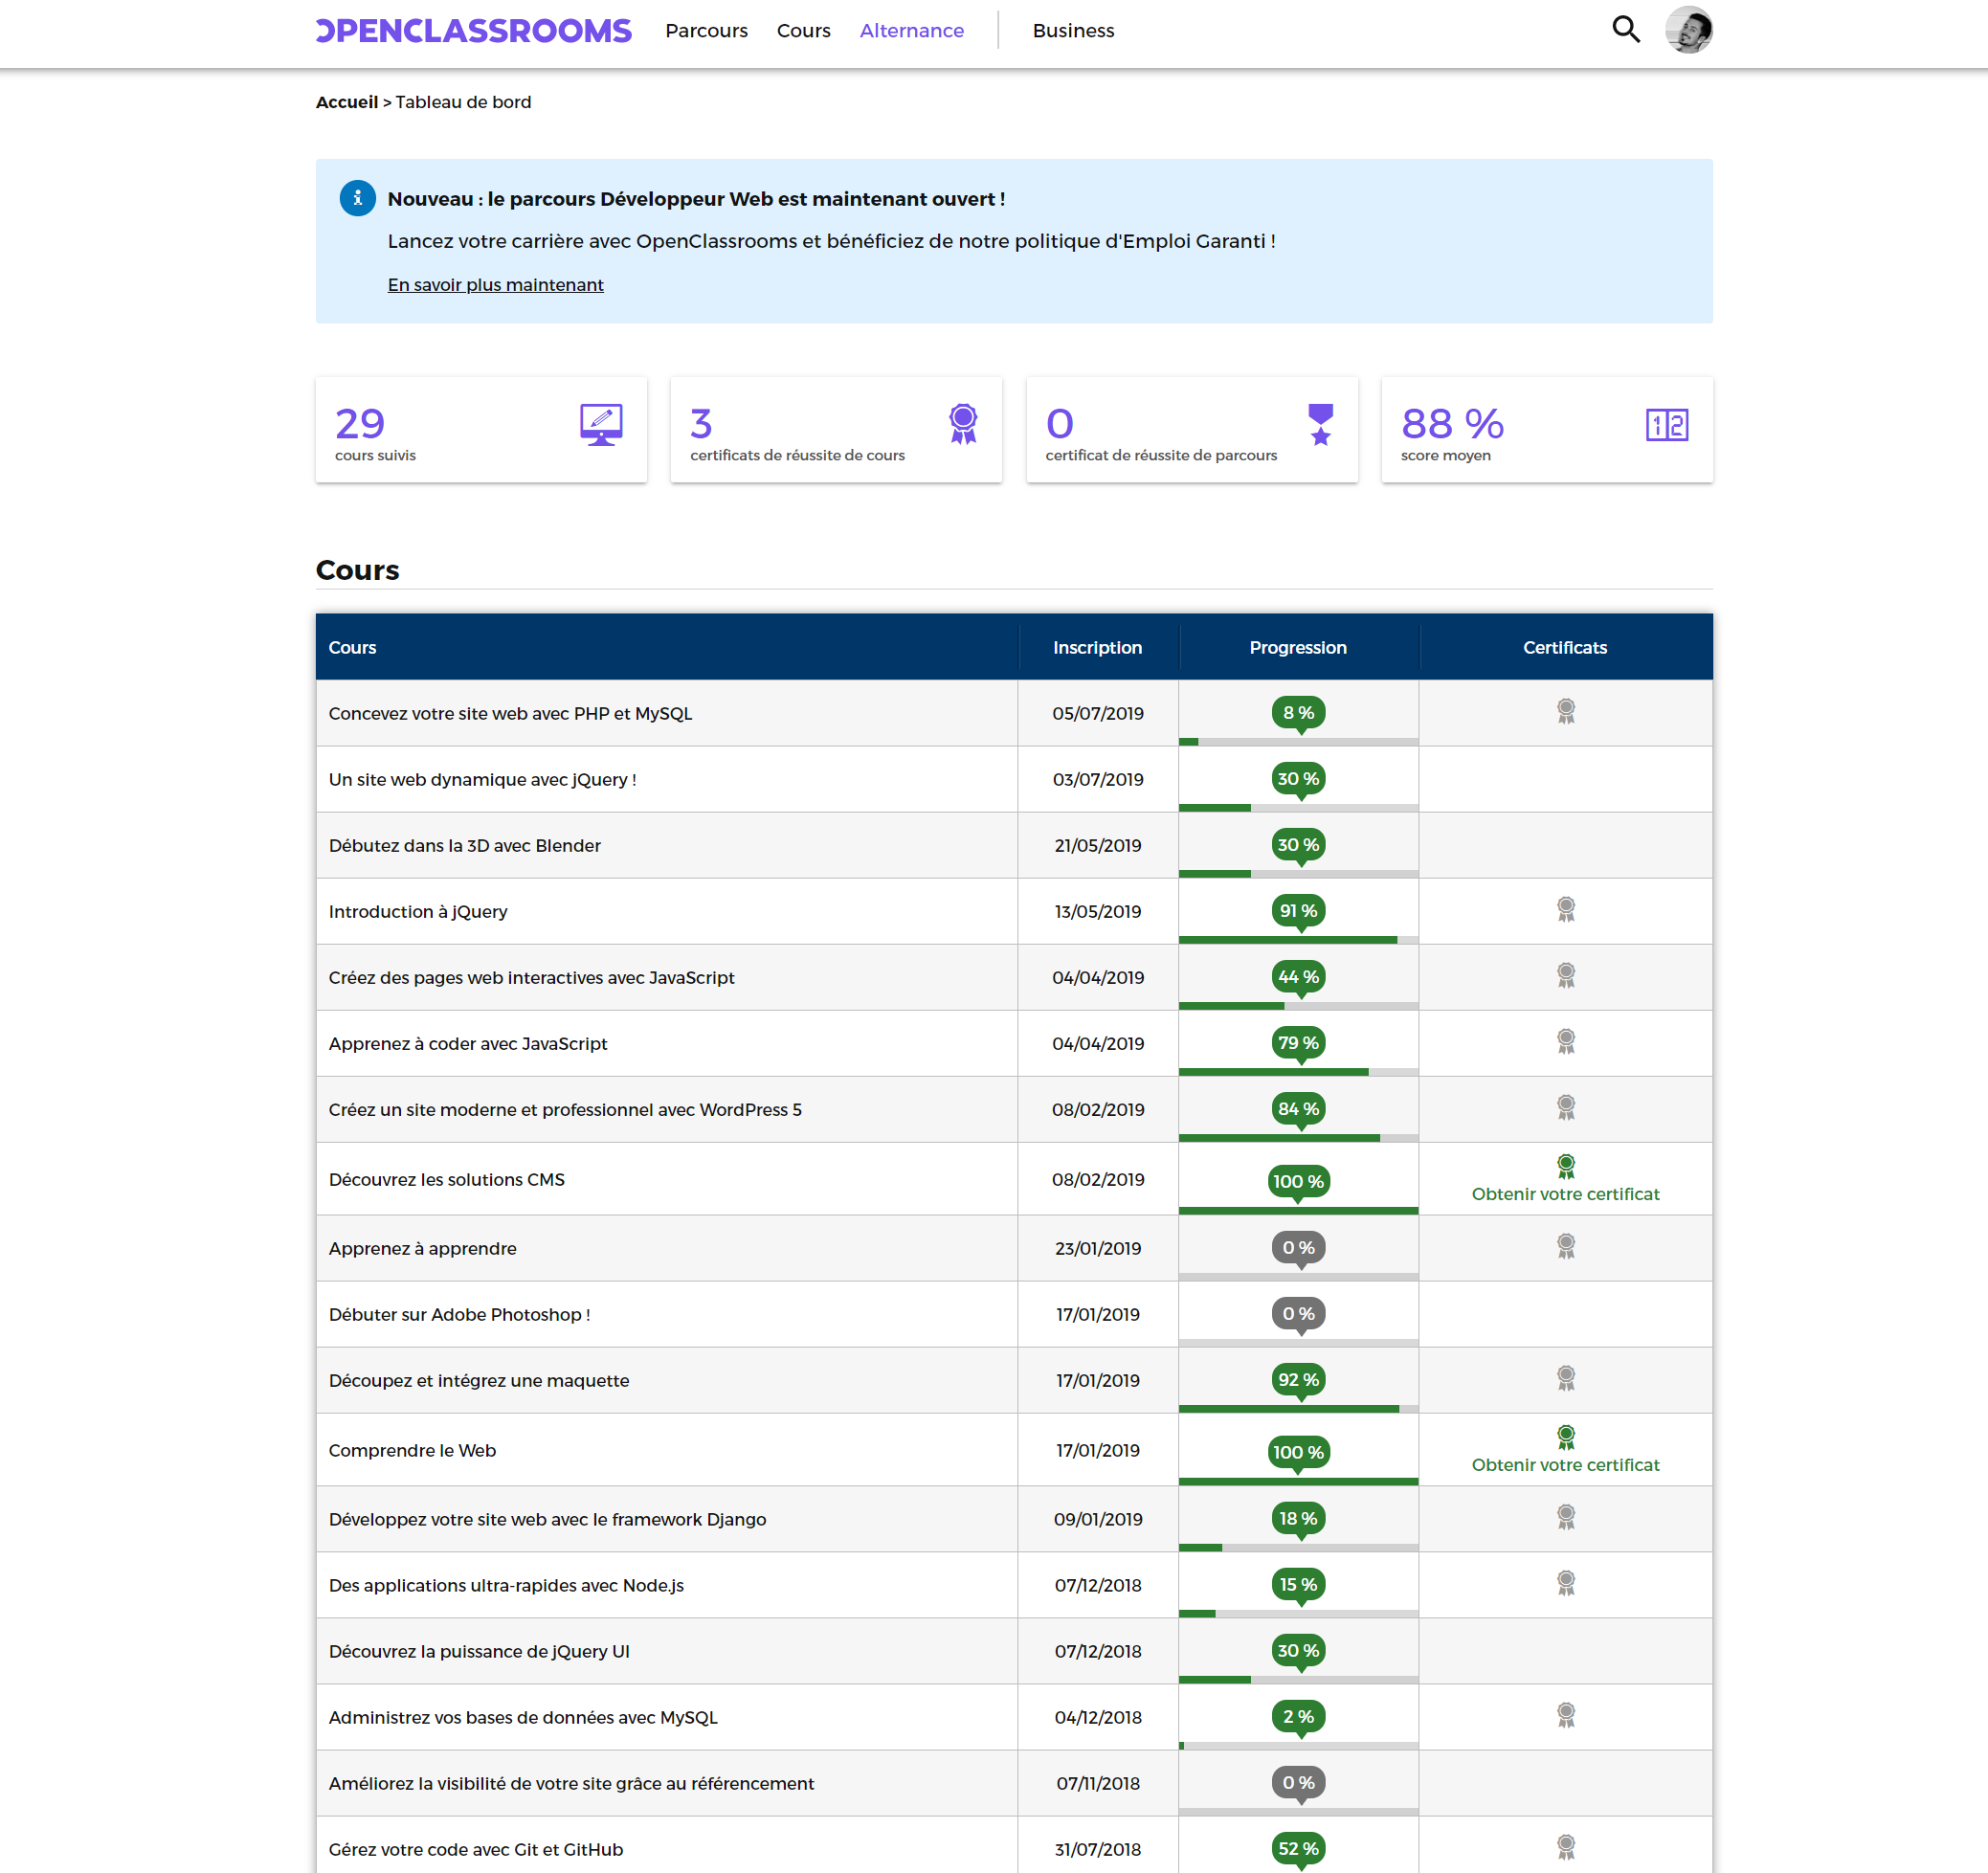 OPENCLASSROOMS Parcours Cours Alternance Business
Accueil > Tableau de bord
Nouveau : le parcours Développeur Web est maintenant ouvert !
Lancez votre carrière avec OpenClassrooms et bénéficiez de notre politique d'Emploi Garanti !
En savoir plus maintenant
29
cours suivis
3
certificats de réussite de cours
0
certificat de réussite de parcours
88 %
score moyen
12
Cours
Cours Inscription Progression Certificats
Concevez votre site web avec PHP et MySQL 05/07/2019 8 %
Un site web dynamique avec jQuery ! 03/07/2019 30 %
Débutez dans la 3D avec Blender 21/05/2019 30 %
Introduction à jQuery 13/05/2019 91 %
Créez des pages web interactives avec JavaScript 04/04/2019 44 %
Apprenez à coder avec JavaScript 04/04/2019 79 %
Créez un site moderne et professionnel avec WordPress 5 08/02/2019 84 %
Découvrez les solutions CMS 08/02/2019 100 % Obtenir votre certificat
Apprenez à apprendre 23/01/2019 0 %
Débuter sur Adobe Photoshop ! 17/01/2019 0 %
Découpez et intégrez une maquette 17/01/2019 92 %
Comprendre le Web 17/01/2019 100 % Obtenir votre certificat
Développez votre site web avec le framework Django 09/01/2019 18 %
Des applications ultra-rapides avec Node.js 07/12/2018 15 %
Découvrez la puissance de jQuery UI 07/12/2018 30 %
Administrez vos bases de données avec MySQL 04/12/2018 2 %
Améliorez la visibilité de votre site grâce au référencement 07/11/2018 0 %
Gérez votre code avec Git et GitHub 31/07/2018 52 %